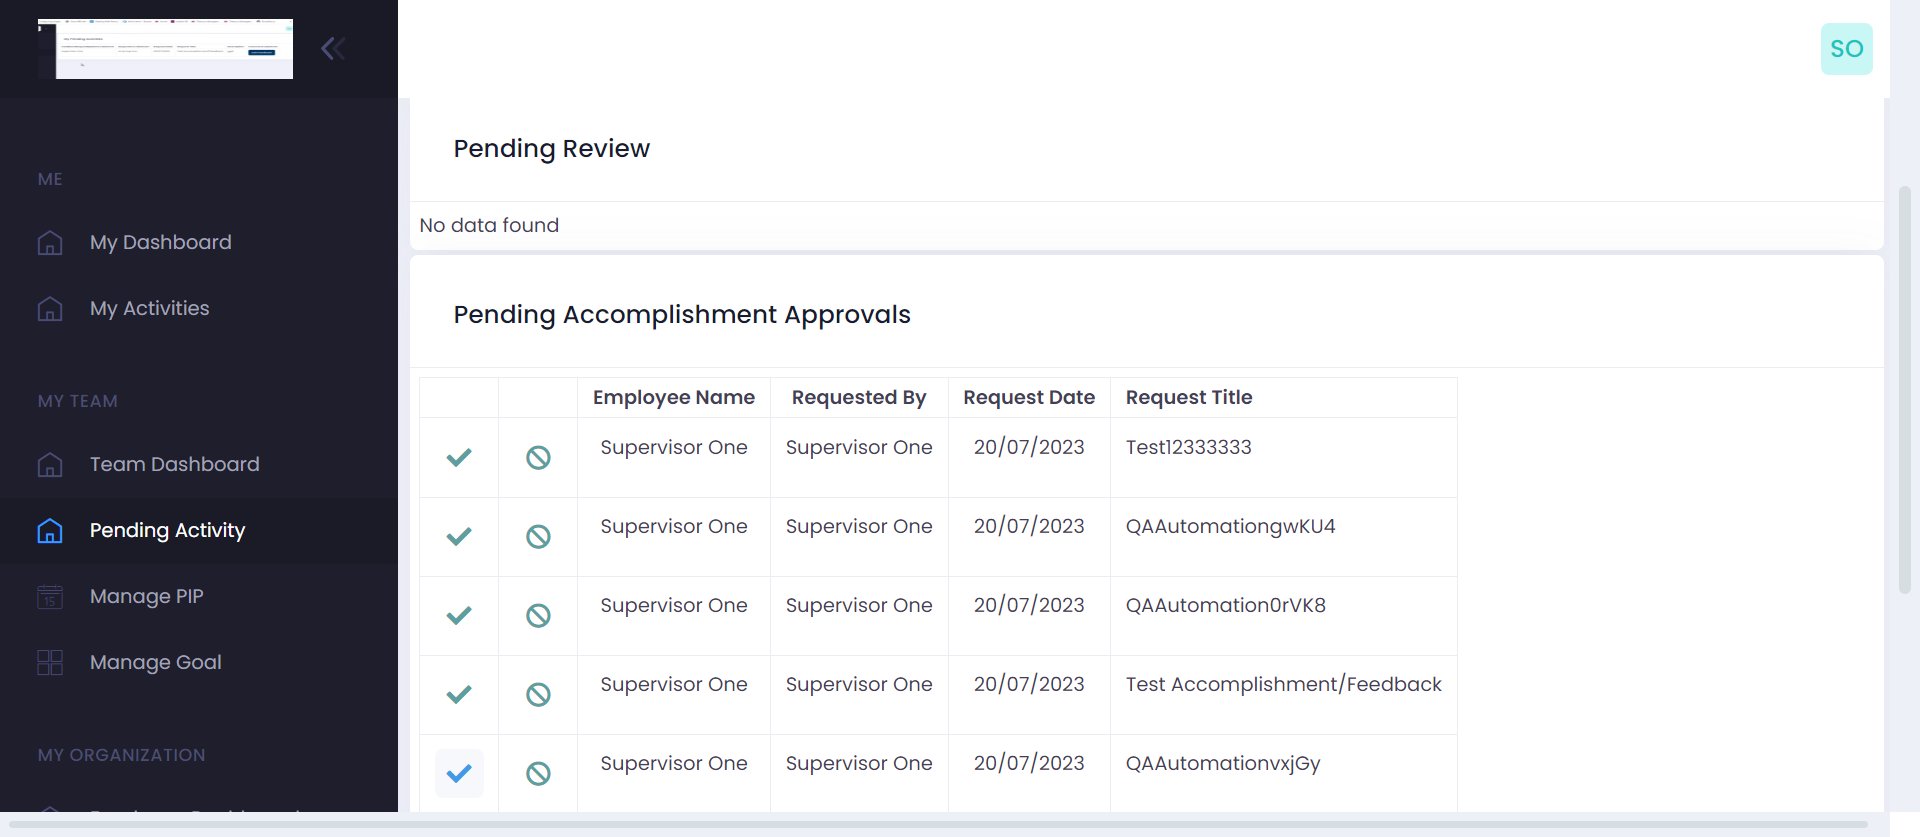 SO
ME
My Dashboard
My Activities
MY TEAM
Team Dashboard
Pending Activity
15
Manage PIP
Manage Goal
MY ORGANIZATION
Pending Review
No data found
Pending Accomplishment Approvals
Employee Name Requested By Request Date Request Title
Supervisor One Supervisor One 20/07/2023 Test12333333
Supervisor One Supervisor One 20/07/2023 QAAutomationgwKU4
Supervisor One Supervisor One 20/07/2023 QAAutomation0rVK8
Supervisor One Supervisor One 20/07/2023 Test Accomplishment/Feedback
Supervisor One Supervisor One 20/07/2023 QAAutomationvxjGy